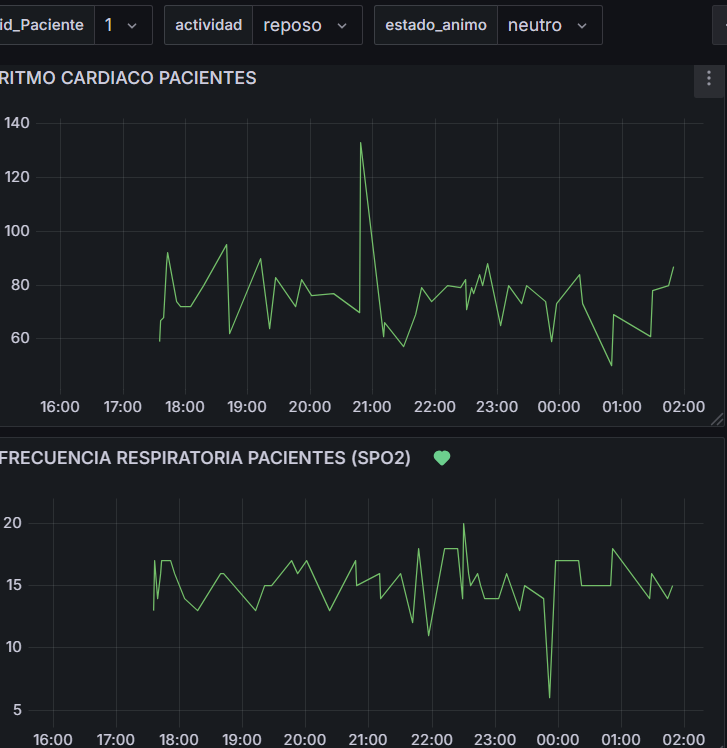 id_Paciente 1 actividad reposo estado_animo neutro
RITMO CARDIACO PACIENTES
140
120
100
80
60
16:00 17:00 18:00 19:00 20:00 21:00 22:00 23:00 00:00 01:00 02:00
FRECUENCIA RESPIRATORIA PACIENTES (SPO2)
20
15
10
5
16:00 17:00 18:00 19:00 20:00 21:00 22:00 23:00 00:00 01:00 02:00